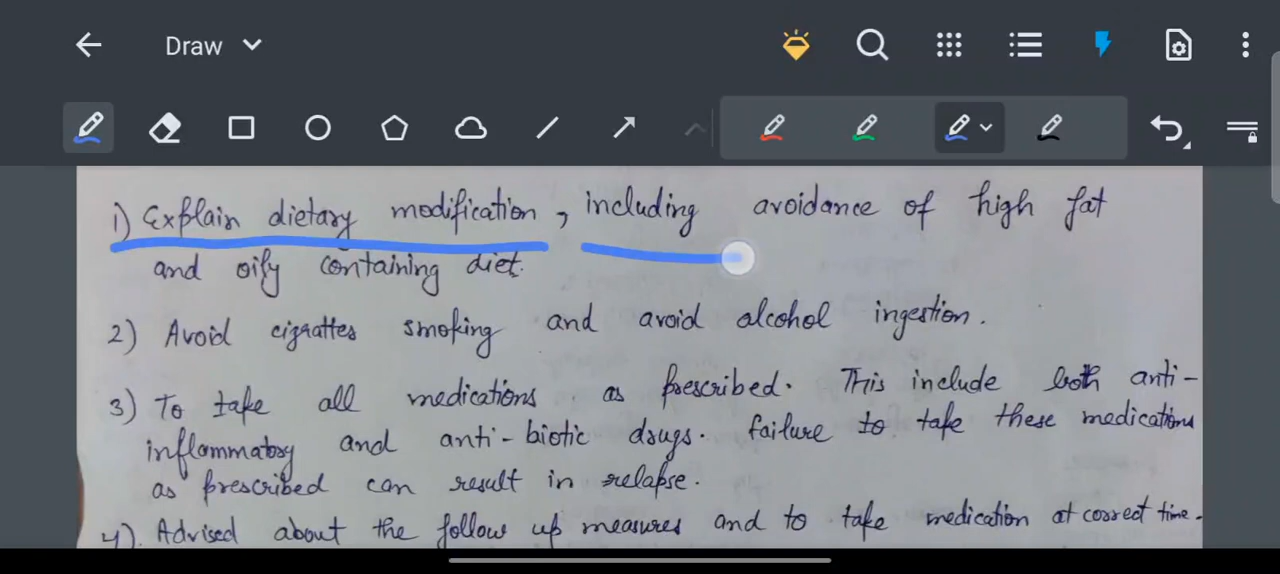 Draw
1) Explain dietary modification, including avoidance of high fat
and oily containing diet.
2) Avoid cigrattes smoking and avoid alcohol ingestion.
3) To take all medications as prescribed. This include both anti-
inflammatory and anti-biotic drugs. failure to take these medications
as prescribed can result in relapse.
4). Advised about the follow up measures and to take medication at correct time.